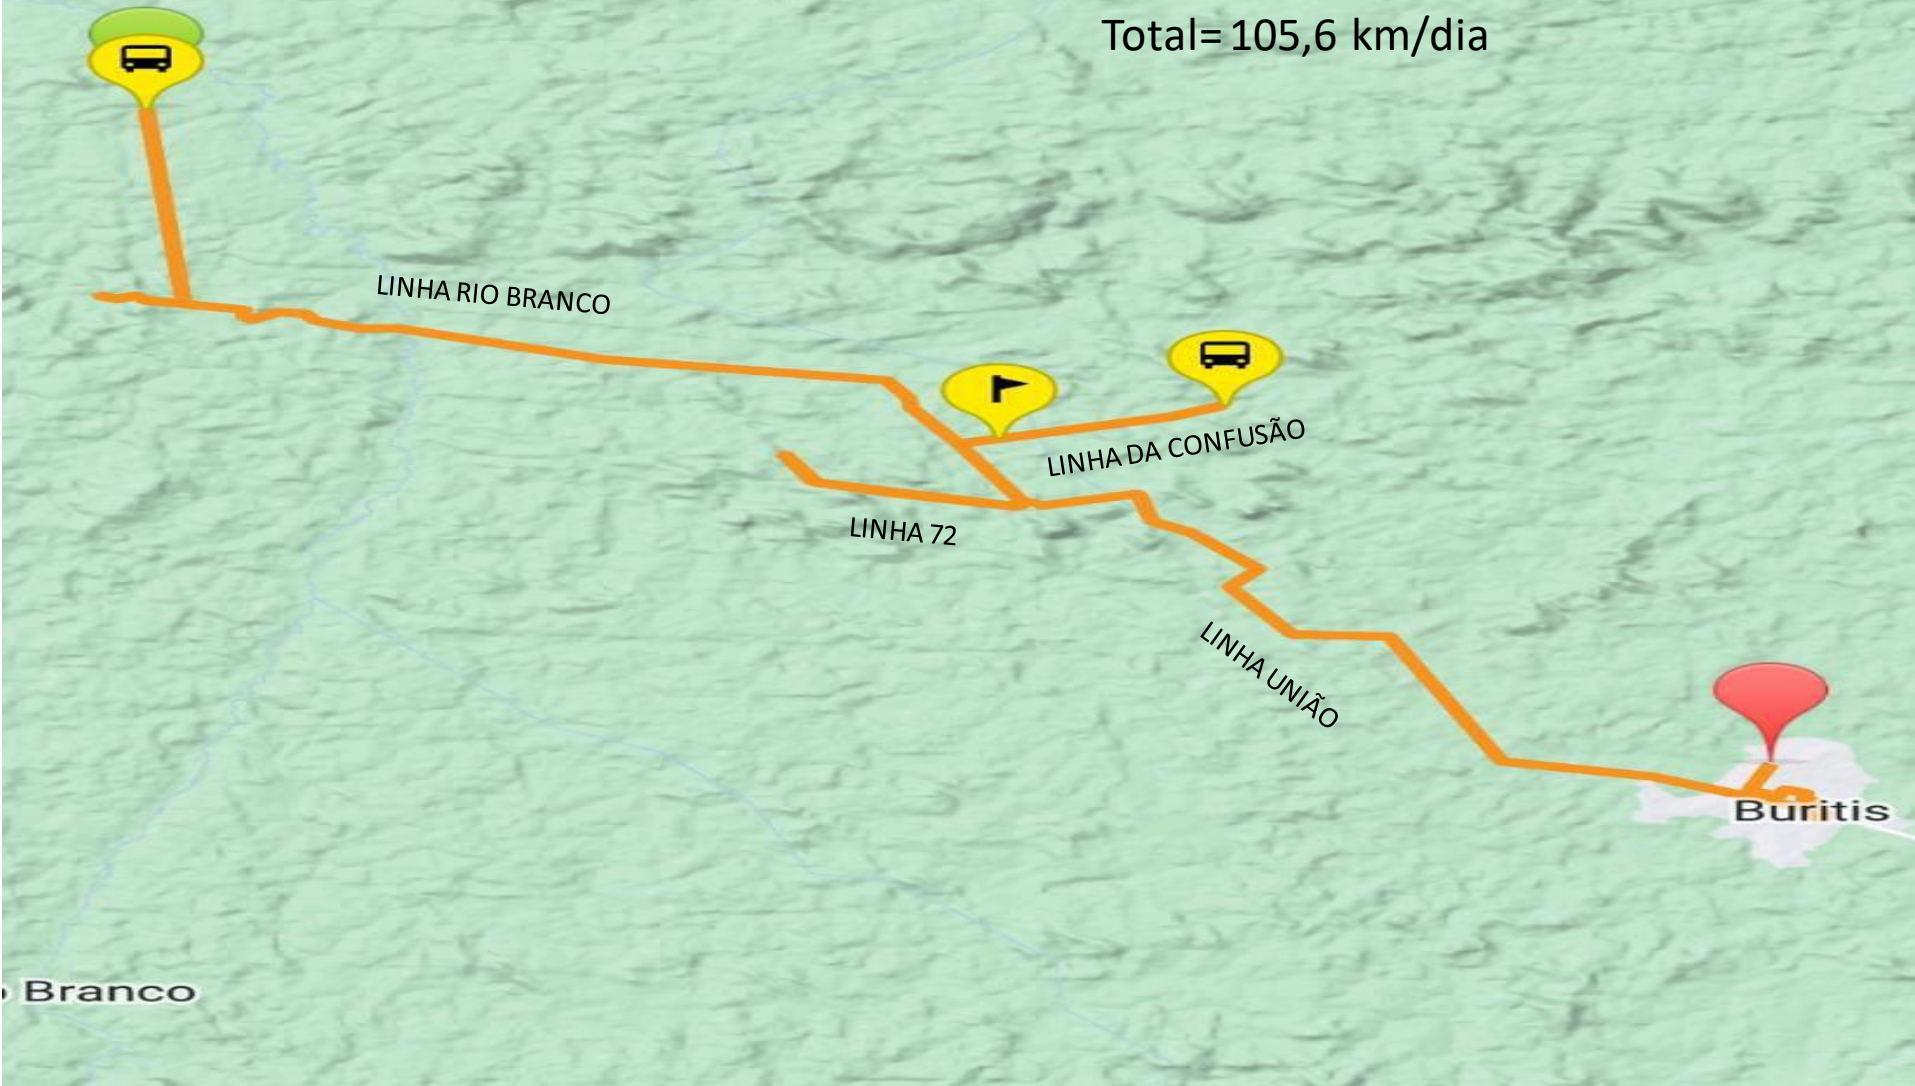 Total= 105,6 km/dia
LINHA RIO BRANCO
LINHA DA CONFUSÃO
LINHA 72
LINHA UNIÃO
Buritis
Branco